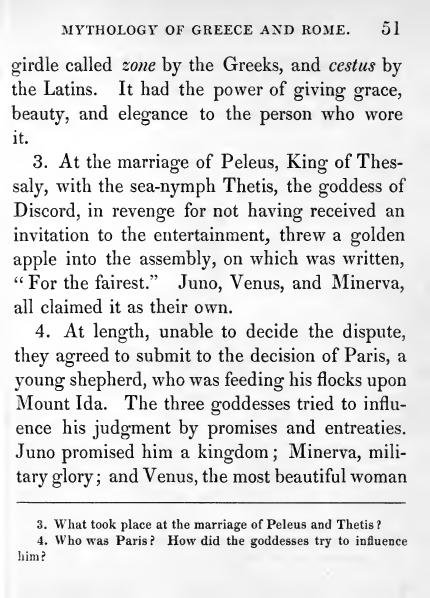 MYTHOLOGY OF GREECE AND ROME. 51
girdle called zone by the Greeks, and cestus by
the Latins. It had the power of giving grace,
beauty, and elegance to the person who wore
it.
3. At the marriage of Peleus, King of Thes-
saly, with the sea-nymph Thetis, the goddess of
Discord, in revenge for not having received an
invitation to the entertainment, threw a golden
apple into the assembly, on which was written,
“For the fairest.” Juno, Venus, and Minerva,
all claimed it as their own.
4. At length, unable to decide the dispute,
they agreed to submit to the decision of Paris, a
young shepherd, who was feeding his flocks upon
Mount Ida. The three goddesses tried to influ-
ence his judgment by promises and entreaties.
Juno promised him a kingdom; Minerva, mili-
tary glory; and Venus, the most beautiful woman
3. What took place at the marriage of Peleus and Thetis?
4. Who was Paris? How did the goddesses try to influence
him?